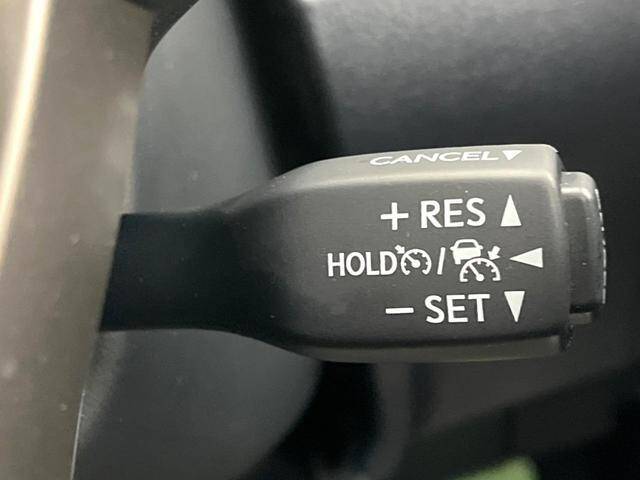 CANCEL▼
+ RES ▲
HOLD / ◀
− SET ▼